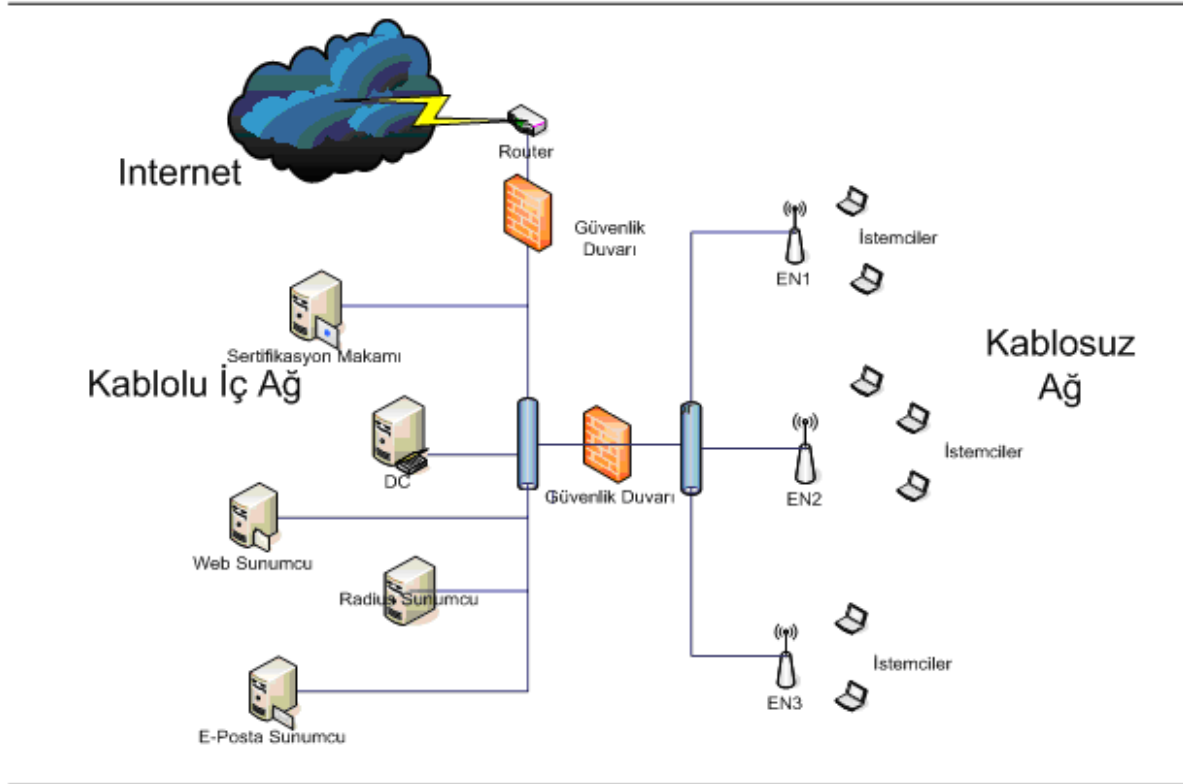 Internet
Router
Güvenlik
Duvarı
EN1
İstemciler
Sertifikasyon Makamı
Kablolu İç Ağ
Kablosuz
Ağ
DC
Güvenlik Duvarı
EN2
İstemciler
Web Sunumcu
Radius Sunumcu
EN3
İstemciler
E-Posta Sunumcu